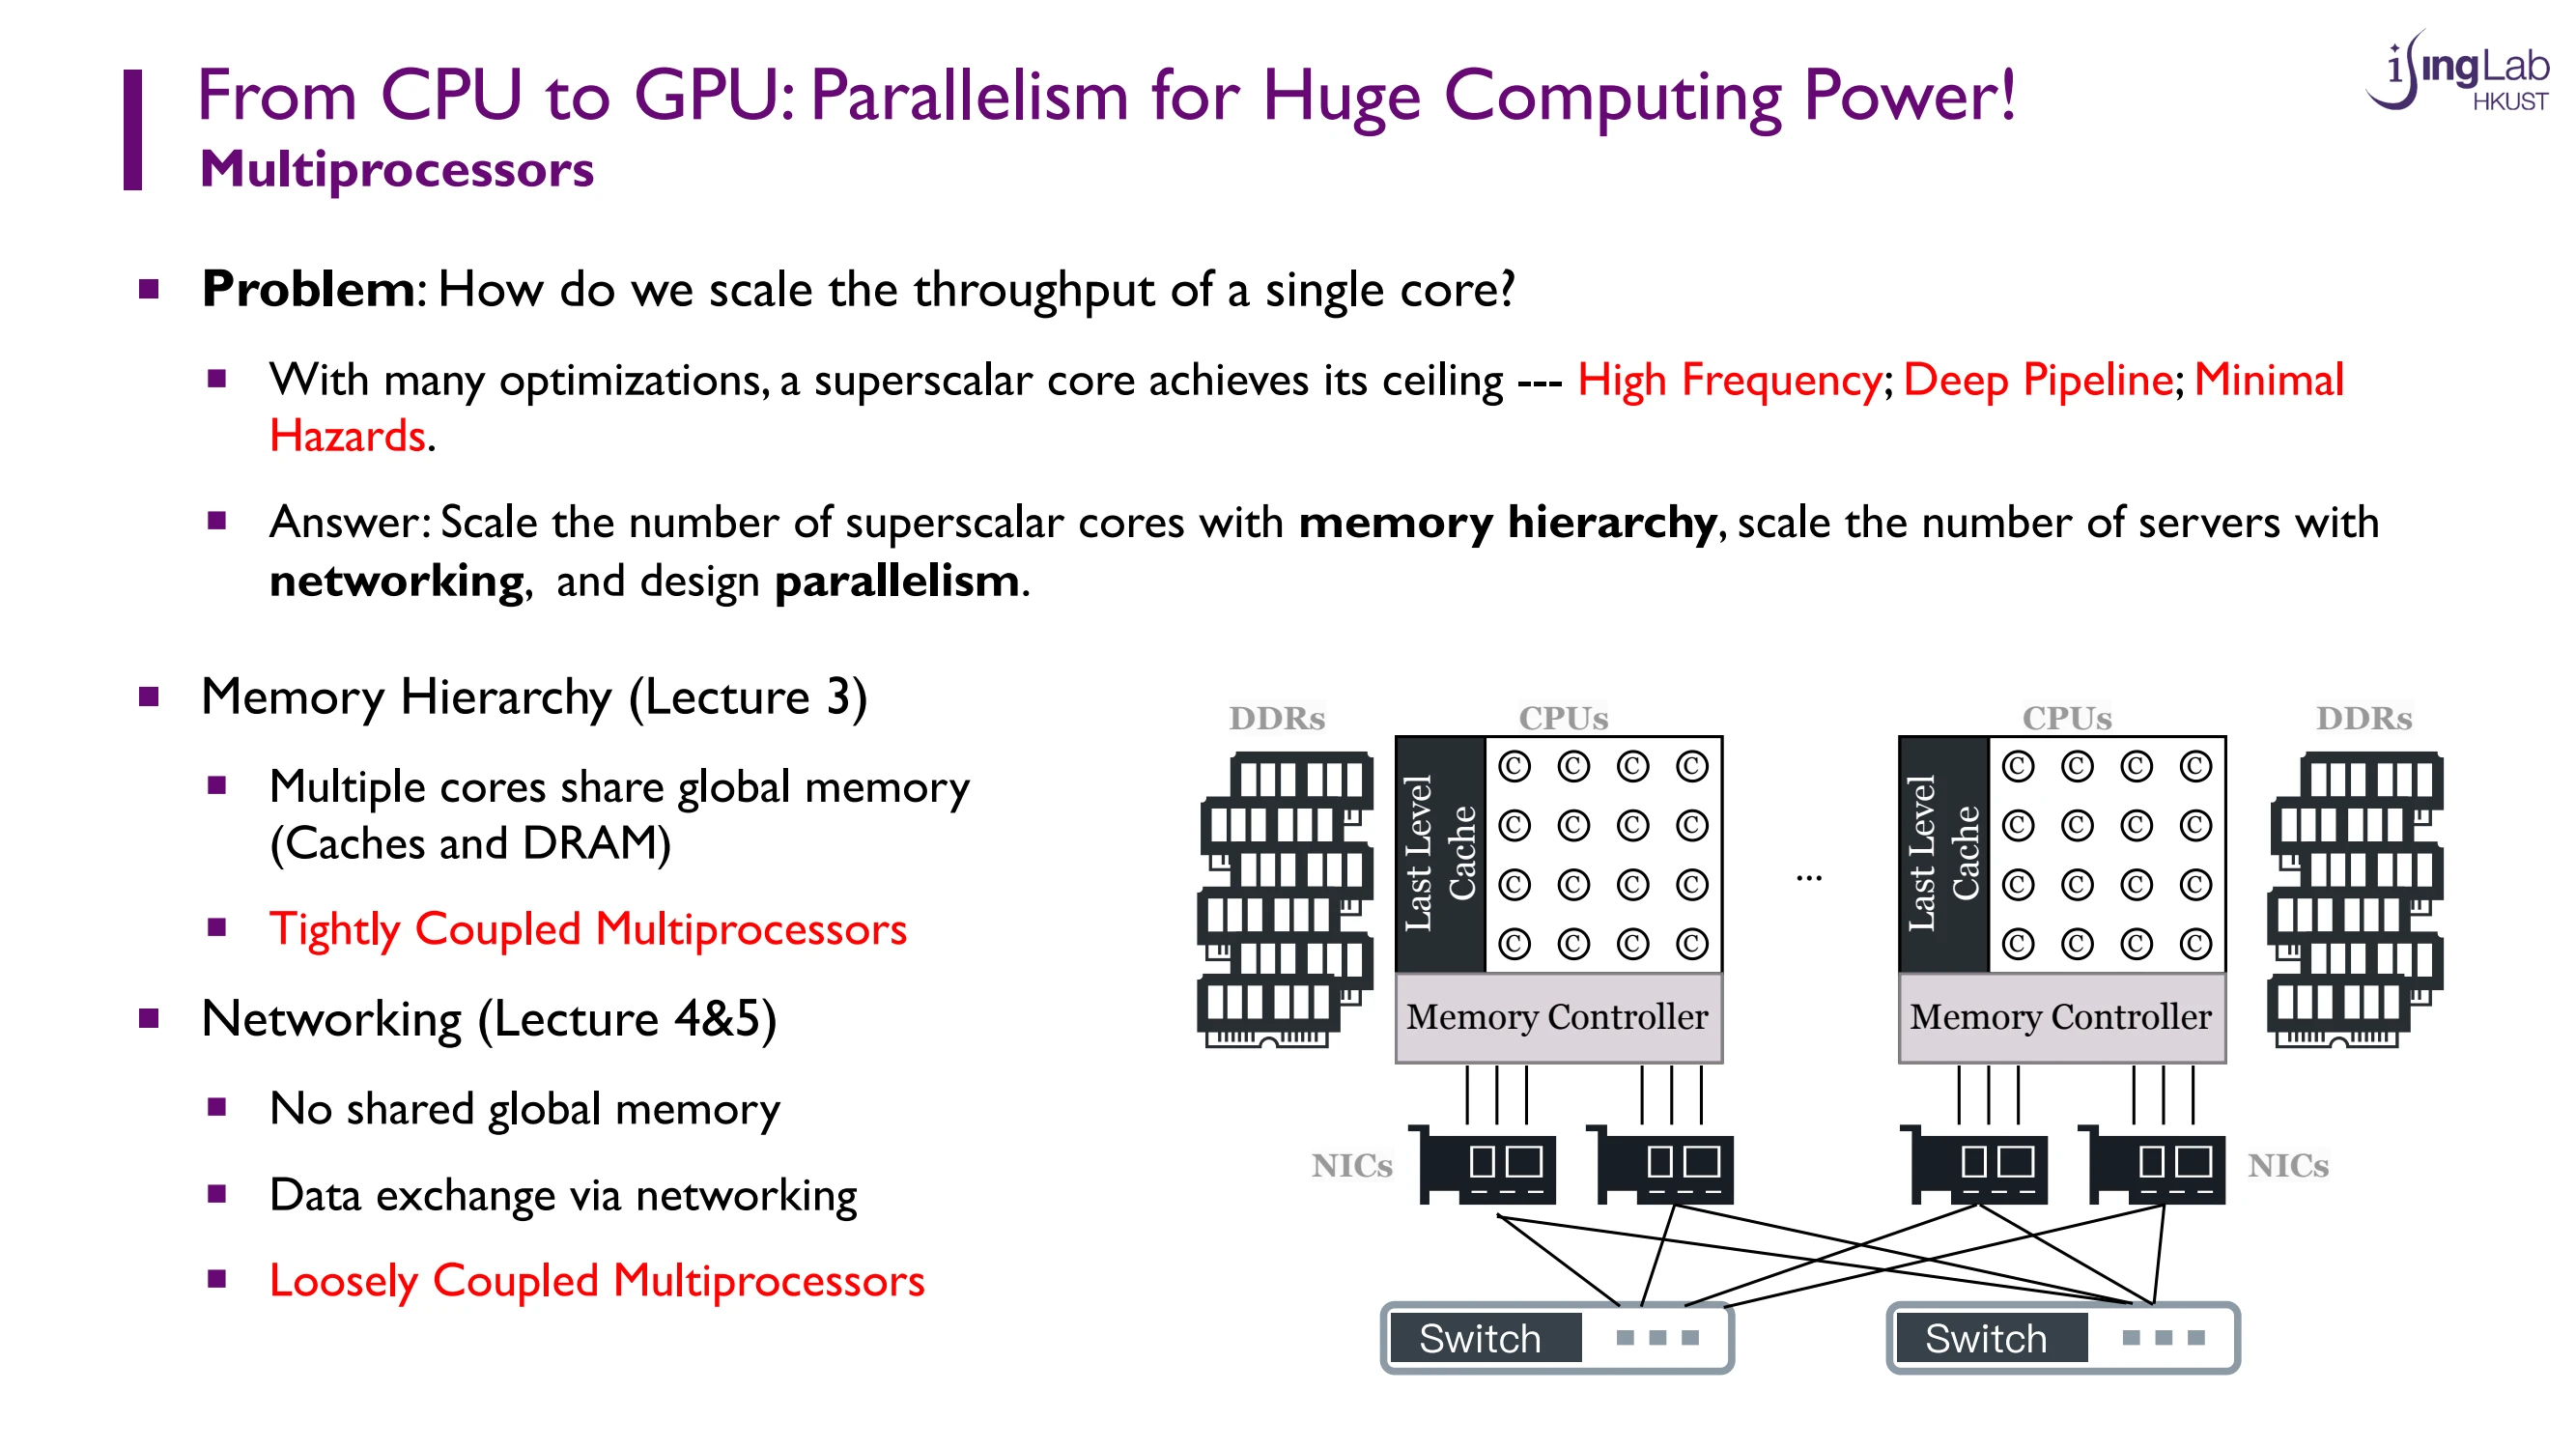 From CPU to GPU: Parallelism for Huge Computing Power!
Multiprocessors
iSingLab
HKUST
▪ Problem: How do we scale the throughput of a single core?
▪ With many optimizations, a superscalar core achieves its ceiling --- High Frequency; Deep Pipeline; Minimal
Hazards.
▪ Answer: Scale the number of superscalar cores with memory hierarchy, scale the number of servers with
networking,  and design parallelism.
▪ Memory Hierarchy (Lecture 3)
▪ Multiple cores share global memory
(Caches and DRAM)
▪ Tightly Coupled Multiprocessors
▪ Networking (Lecture 4&5)
▪ No shared global memory
▪ Data exchange via networking
▪ Loosely Coupled Multiprocessors
DDRs CPUs CPUs DDRs
Last Level
Cache
© © © ©
© © © ©
© © © ©
© © © ©
Memory Controller
...
Last Level
Cache
© © © ©
© © © ©
© © © ©
© © © ©
Memory Controller
NICs NICs
Switch Switch